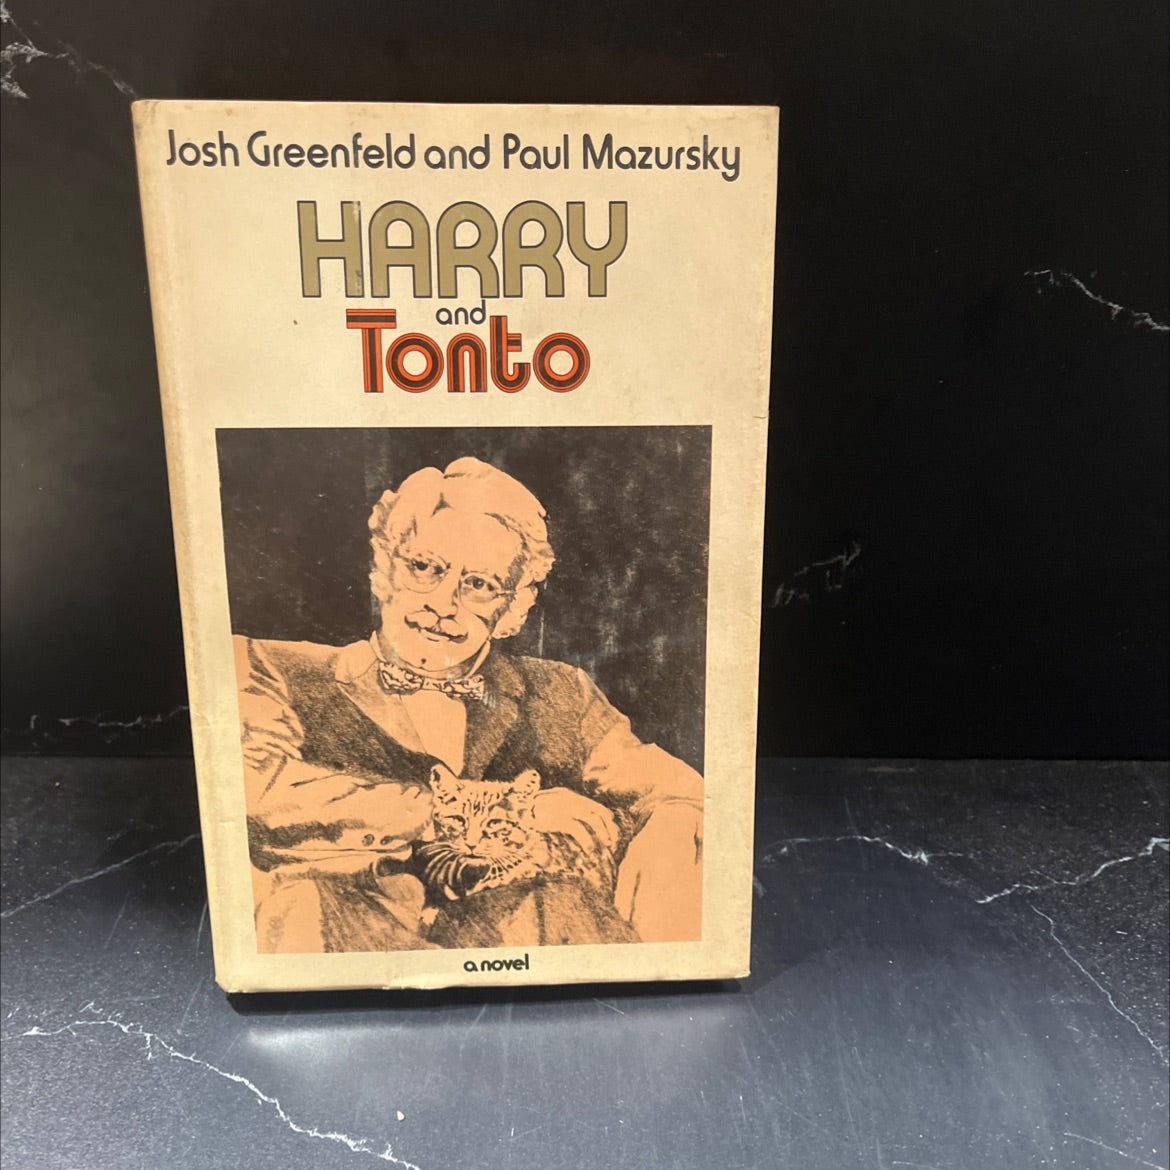 Josh Greenfeld and Paul Mazursky
HARRY
and
Tonto
a novel